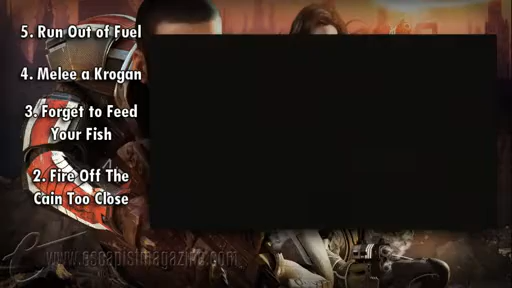 5. Run Out of Fuel
4. Melee a Krogan
3. Forget to Feed
Your Fish
2. Fire Off The
Cain Too Close
www.escapistmagazine.com